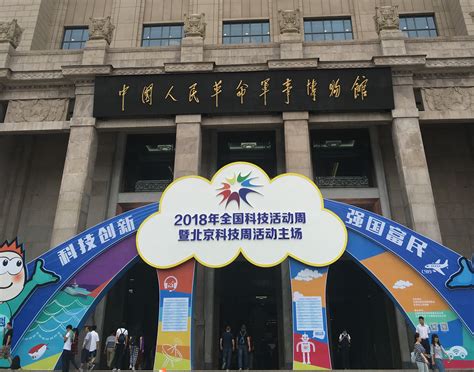 中国人民革命军事博物馆
2018年全国科技活动周
暨北京科技周活动主场
科技创新
强国富民